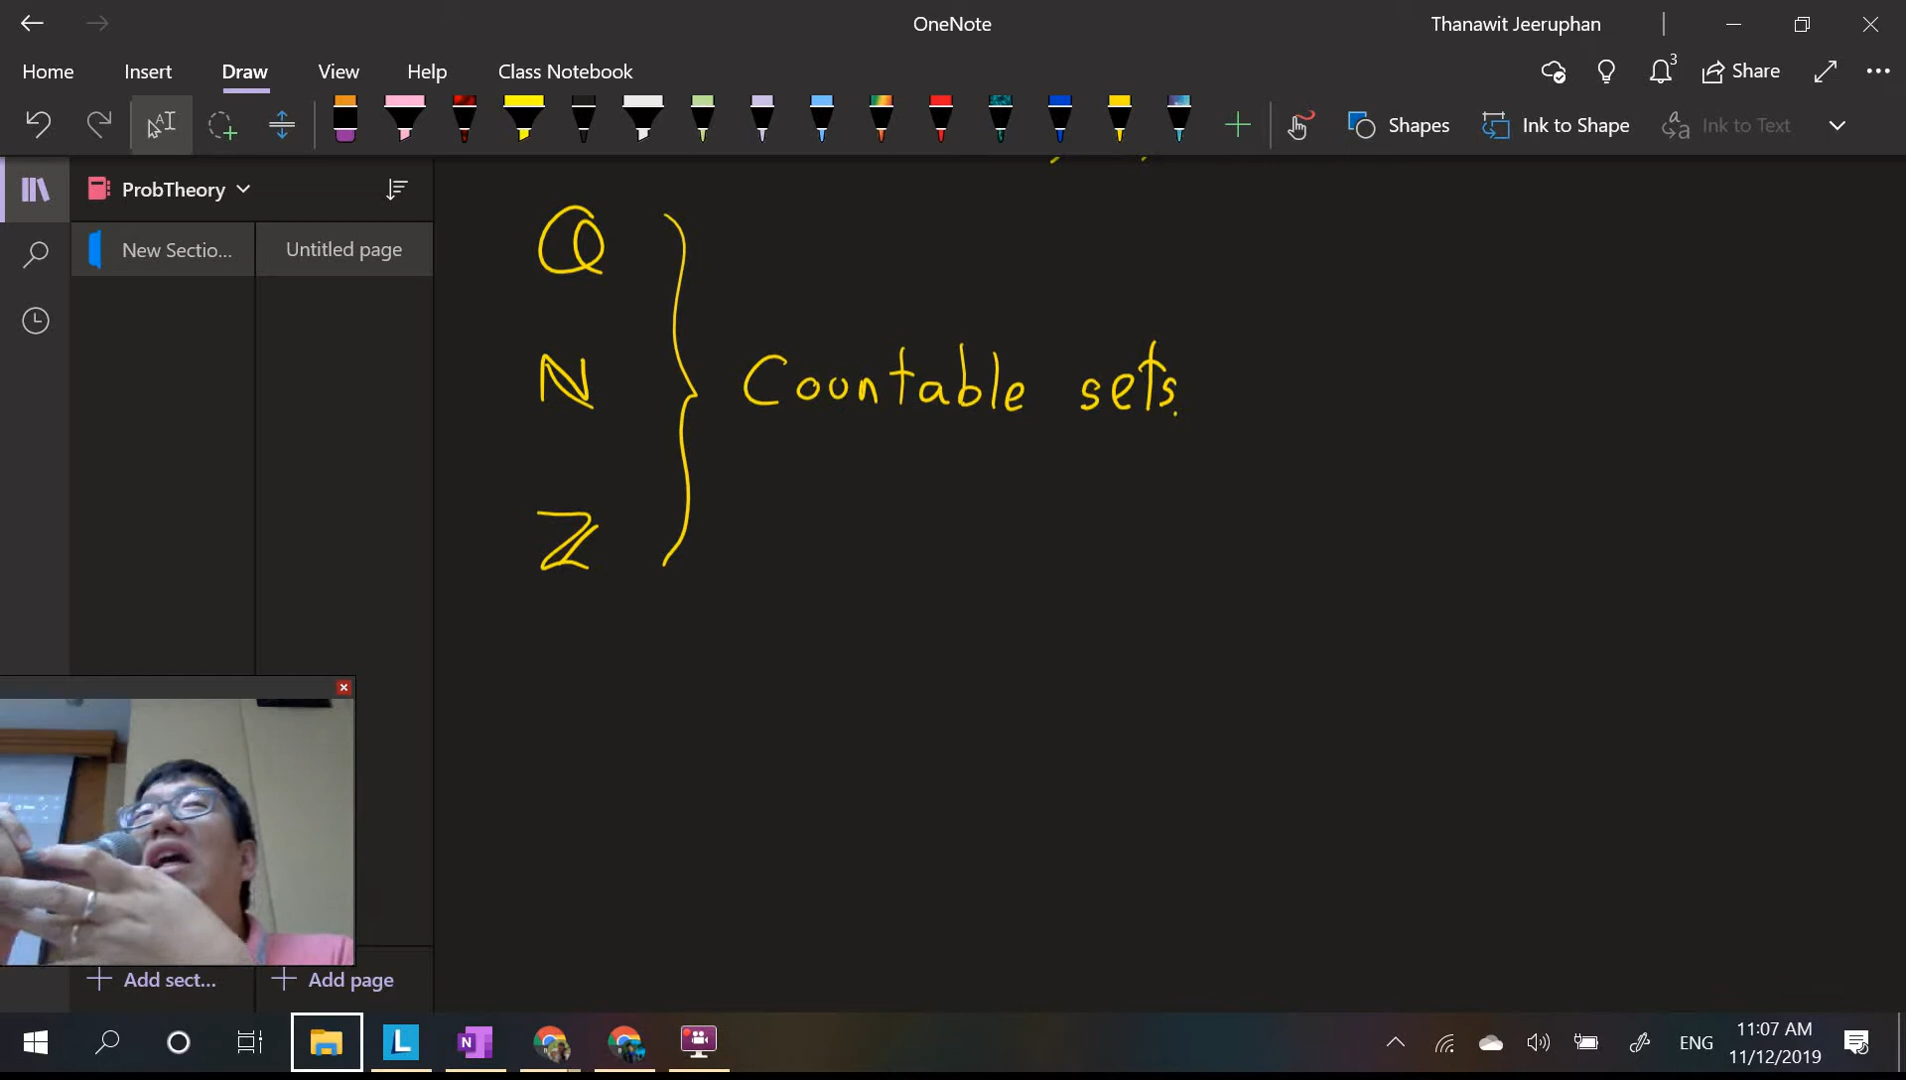 OneNote
Thanawit Jeeruphan
Home Insert Draw View Help Class Notebook
3
Share
Shapes
Ink to Shape
Ink to Text
ProbTheory
New Sectio...
Untitled page
ℚ
ℕ
ℤ
Countable sets.
Add sect...
Add page
L
N
ENG
11:07 AM
11/12/2019